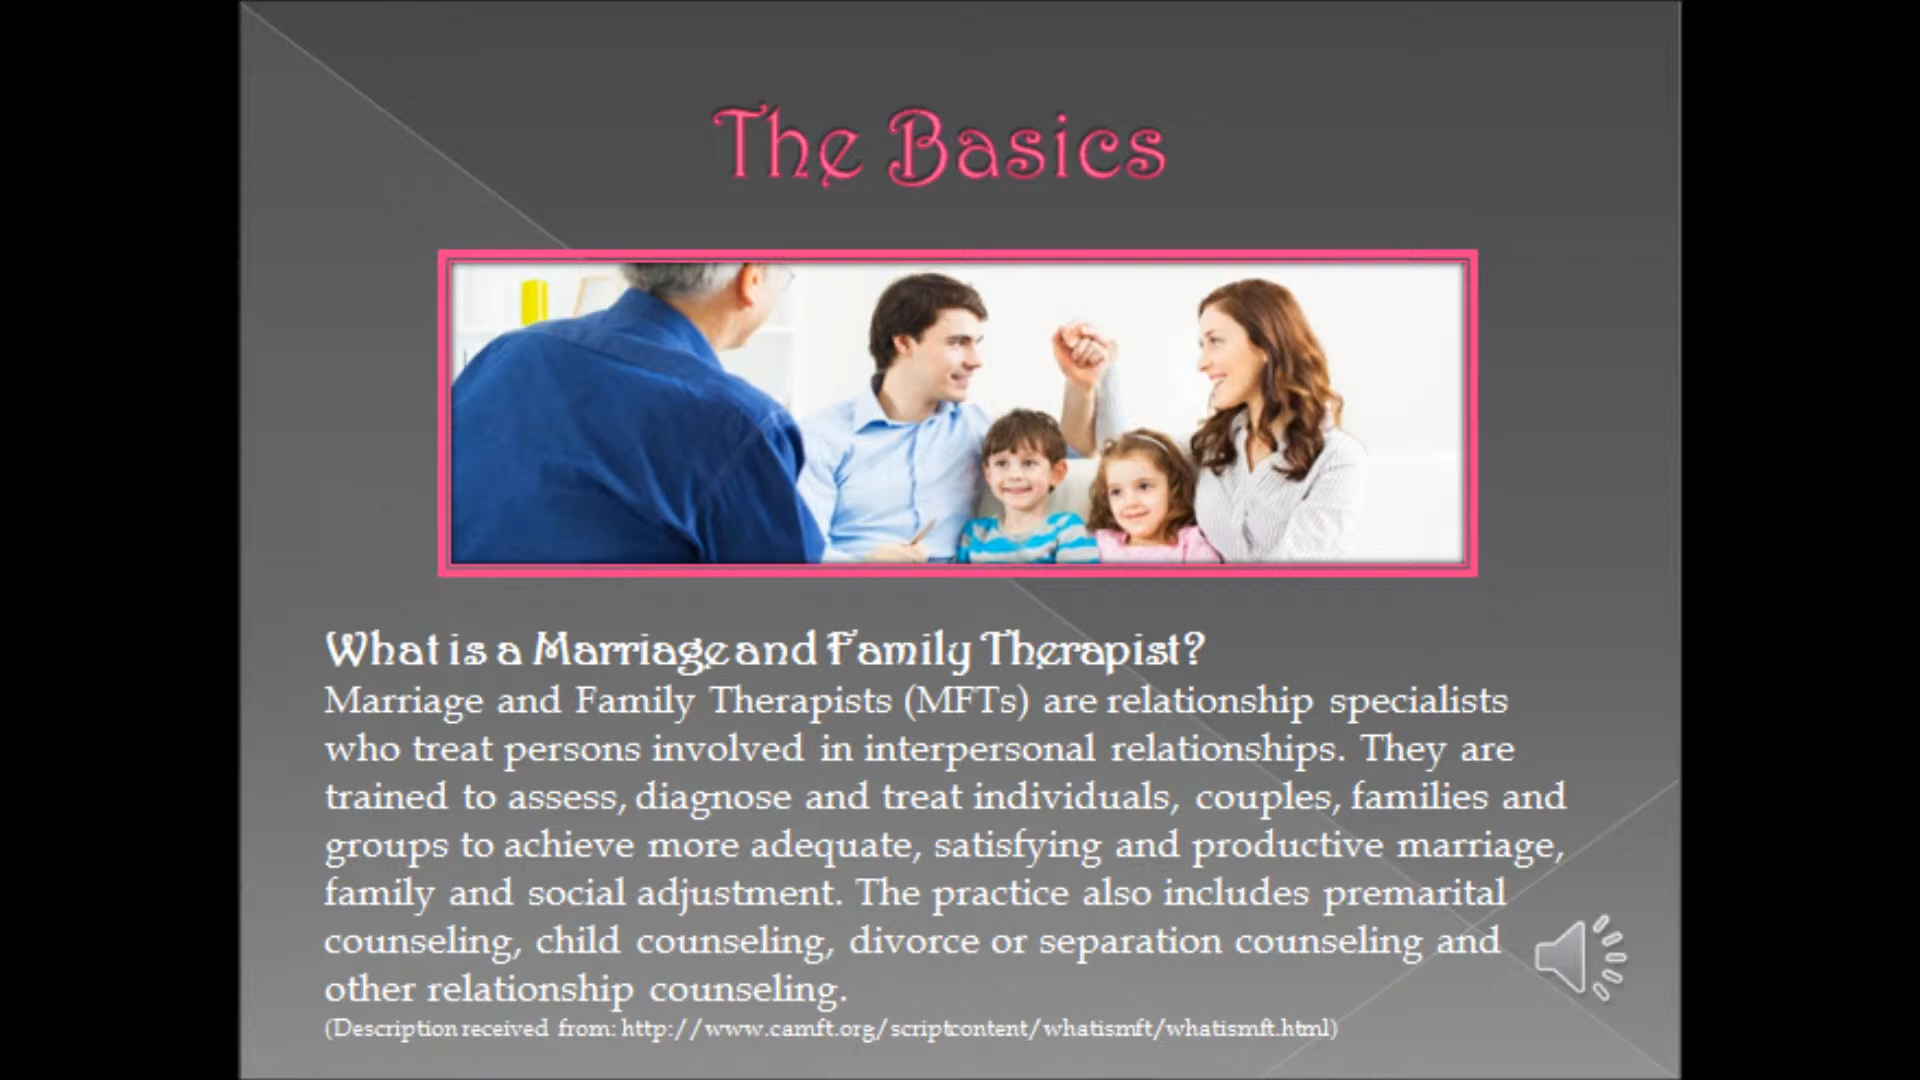 The Basics
What is a Marriage and Family Therapist?
Marriage and Family Therapists (MFTs) are relationship specialists
who treat persons involved in interpersonal relationships. They are
trained to assess, diagnose and treat individuals, couples, families and
groups to achieve more adequate, satisfying and productive marriage,
family and social adjustment. The practice also includes premarital
counseling, child counseling, divorce or separation counseling and
other relationship counseling.
(Description received from: http://www.camft.org/scriptcontent/whatismft/whatismft.html)